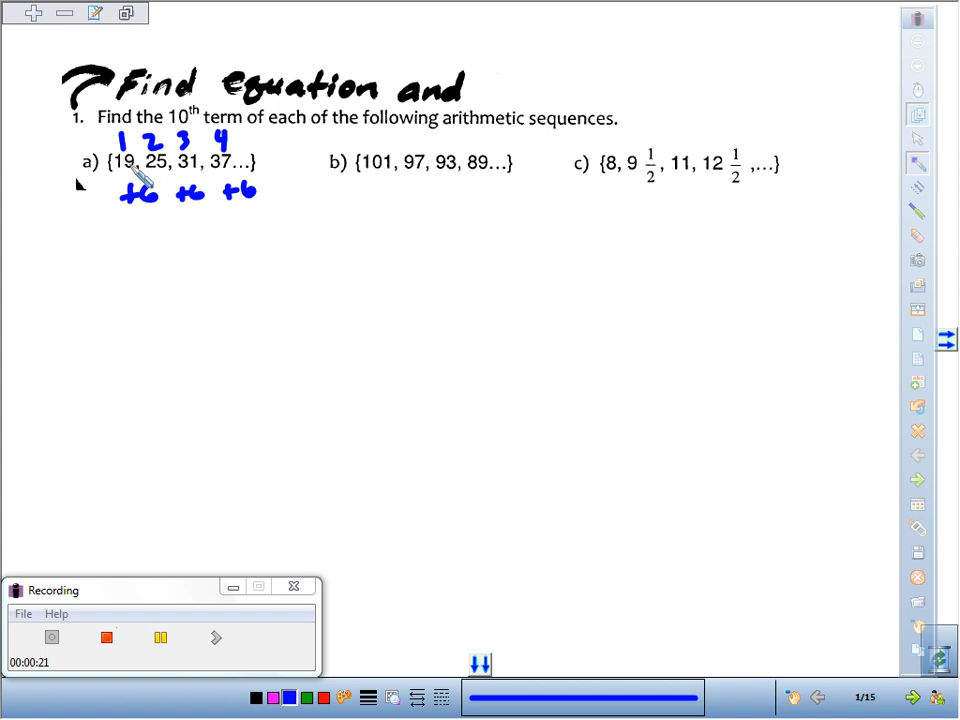 Find equation and
1. Find the 10th term of each of the following arithmetic sequences.
1 2 3 4
a) {19, 25, 31, 37...} b) {101, 97, 93, 89...} c) {8, 9 1/2, 11, 12 1/2,...}
+6 +6 +6
Recording
File Help
00:00:21
1/15